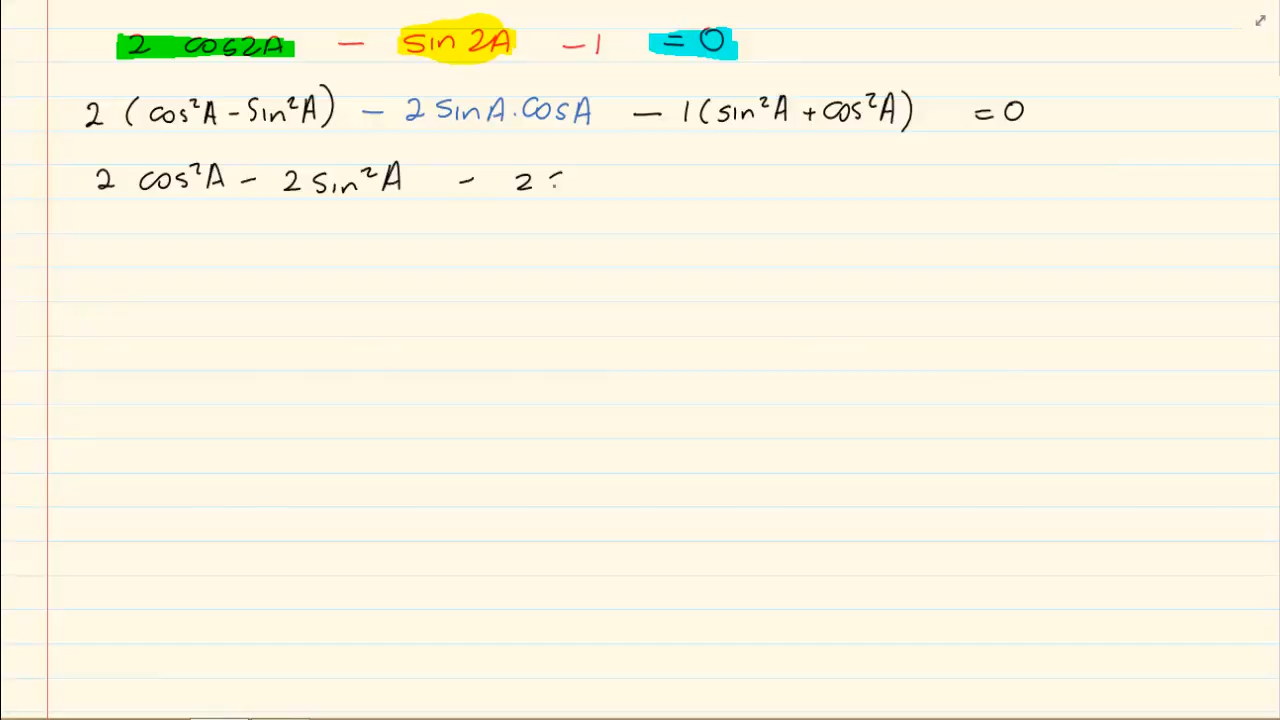 2 cos2A - sin 2A - 1 = 0
2 (cos²A - Sin²A) - 2 SinA.CosA - 1(sin²A + cos²A) = 0
2 cos²A - 2 sin²A - 2